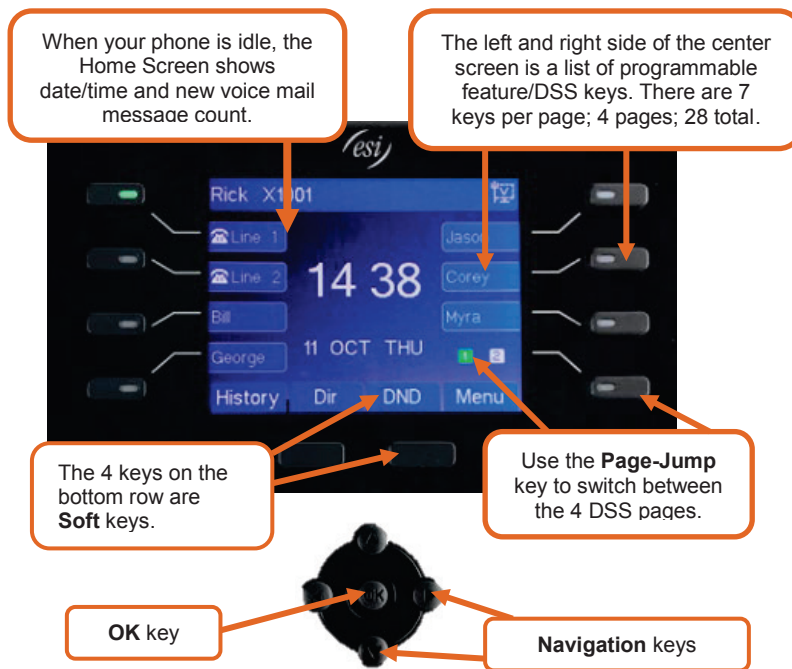 When your phone is idle, the
Home Screen shows
date/time and new voice mail
message count.
The left and right side of the center
screen is a list of programmable
feature/DSS keys. There are 7
keys per page; 4 pages; 28 total.
esi
Rick X1001
Line 1
Jason
Line 2
14 38
Corey
Bill
Myra
George
11 OCT THU
1 2
History Dir DND Menu
The 4 keys on the
bottom row are
Soft keys.
Use the Page-Jump
key to switch between
the 4 DSS pages.
OK
OK key
Navigation keys